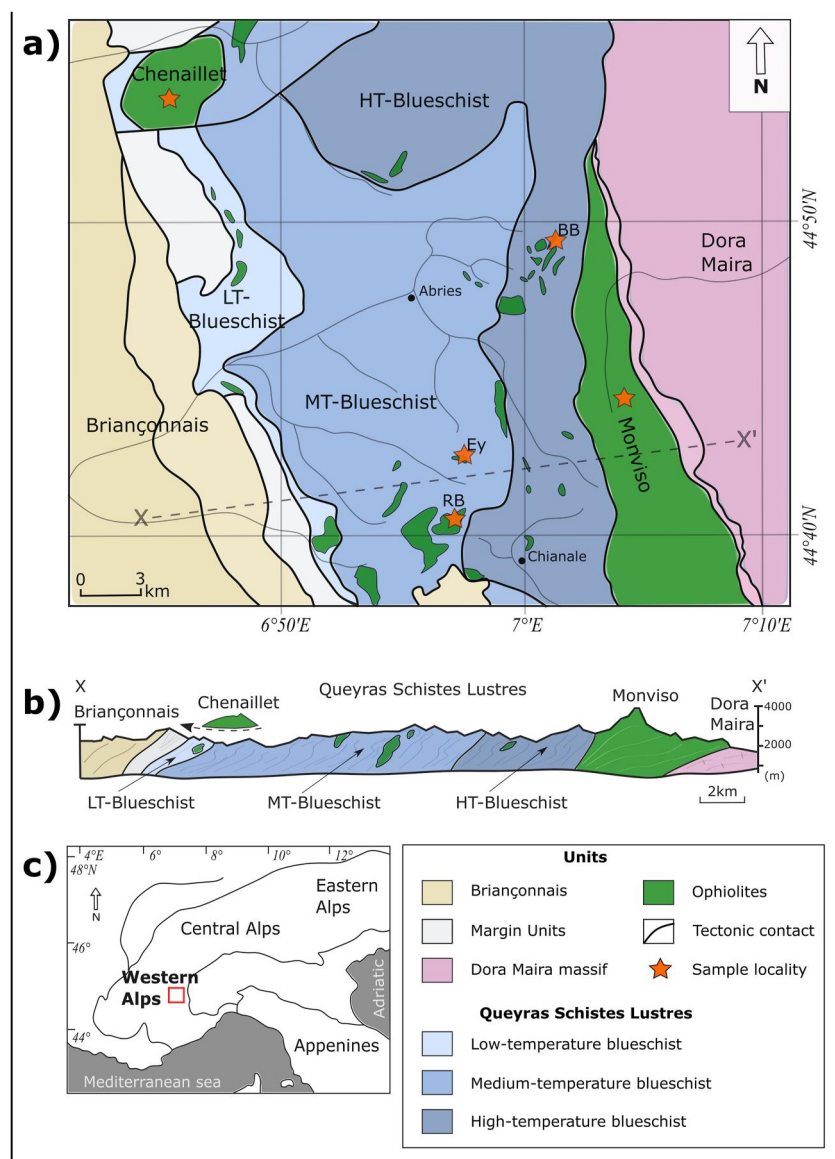 a)
Chenaillet
HT-Blueschist
N
44°50'N
BB
Dora
Maira
LT-
Blueschist
Abries
MT-Blueschist
Briançonnais
Ey
Monviso
X'
X
RB
44°40'N
Chianale
0 3
km
6°50'E 7°E 7°10'E
b)
X
Briançonnais
Chenaillet
Queyras Schistes Lustres
Monviso
X'
Dora
Maira
4000
2000
(m)
LT-Blueschist
MT-Blueschist
HT-Blueschist
2km
c)
4°E 6° 8° 10° 12°
48°N
N
Eastern
Alps
Central Alps
46°
Western
Alps
Adriatic
44°
Appenines
Mediterranean sea
Units
Briançonnais
Ophiolites
Margin Units
Tectonic contact
Dora Maira massif
Sample locality
Queyras Schistes Lustres
Low-temperature blueschist
Medium-temperature blueschist
High-temperature blueschist